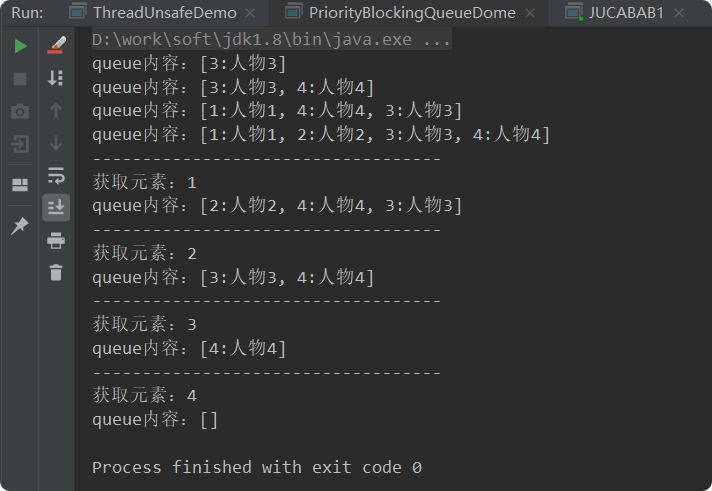 Run: ThreadUnsafeDemo × PriorityBlockingQueueDome × JUCABAB1 ×
D:\work\soft\jdk1.8\bin\java.exe ...
queue内容：[3:人物3]
queue内容：[3:人物3, 4:人物4]
queue内容：[1:人物1, 4:人物4, 3:人物3]
queue内容：[1:人物1, 2:人物2, 3:人物3, 4:人物4]
-----------------------------------
获取元素：1
queue内容：[2:人物2, 4:人物4, 3:人物3]
-----------------------------------
获取元素：2
queue内容：[3:人物3, 4:人物4]
-----------------------------------
获取元素：3
queue内容：[4:人物4]
-----------------------------------
获取元素：4
queue内容：[]
Process finished with exit code 0